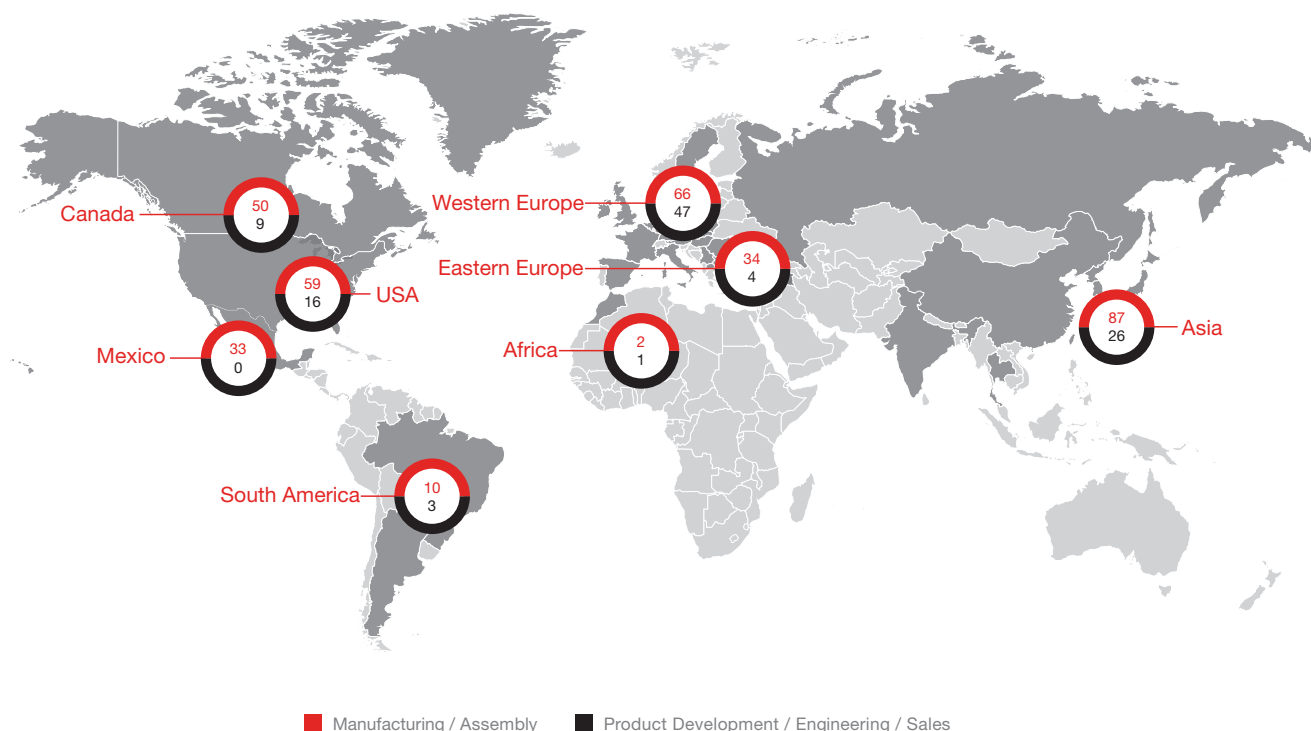 Canada
50
9
Western Europe
66
47
Eastern Europe
34
4
USA
59
16
Mexico
33
0
Africa
2
1
Asia
87
26
South America
10
3
Manufacturing / Assembly
Product Development / Engineering / Sales